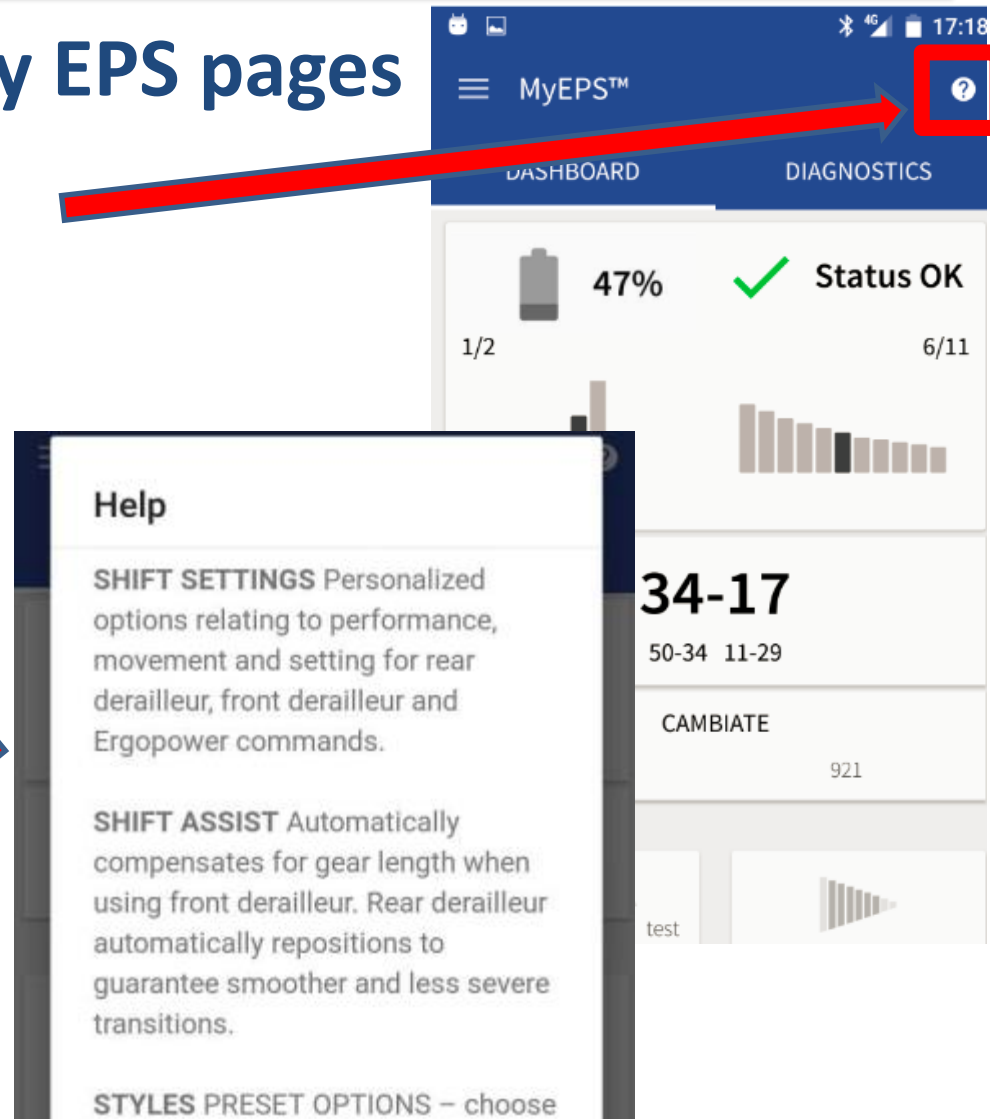 y EPS pages
4G 17:18
MyEPS™
DASHBOARD DIAGNOSTICS
47% Status OK
1/2 6/11
34-17
50-34 11-29
CAMBIATE
921
test
Help
SHIFT SETTINGS Personalized
options relating to performance,
movement and setting for rear
derailleur, front derailleur and
Ergopower commands.
SHIFT ASSIST Automatically
compensates for gear length when
using front derailleur. Rear derailleur
automatically repositions to
guarantee smoother and less severe
transitions.
STYLES PRESET OPTIONS – choose